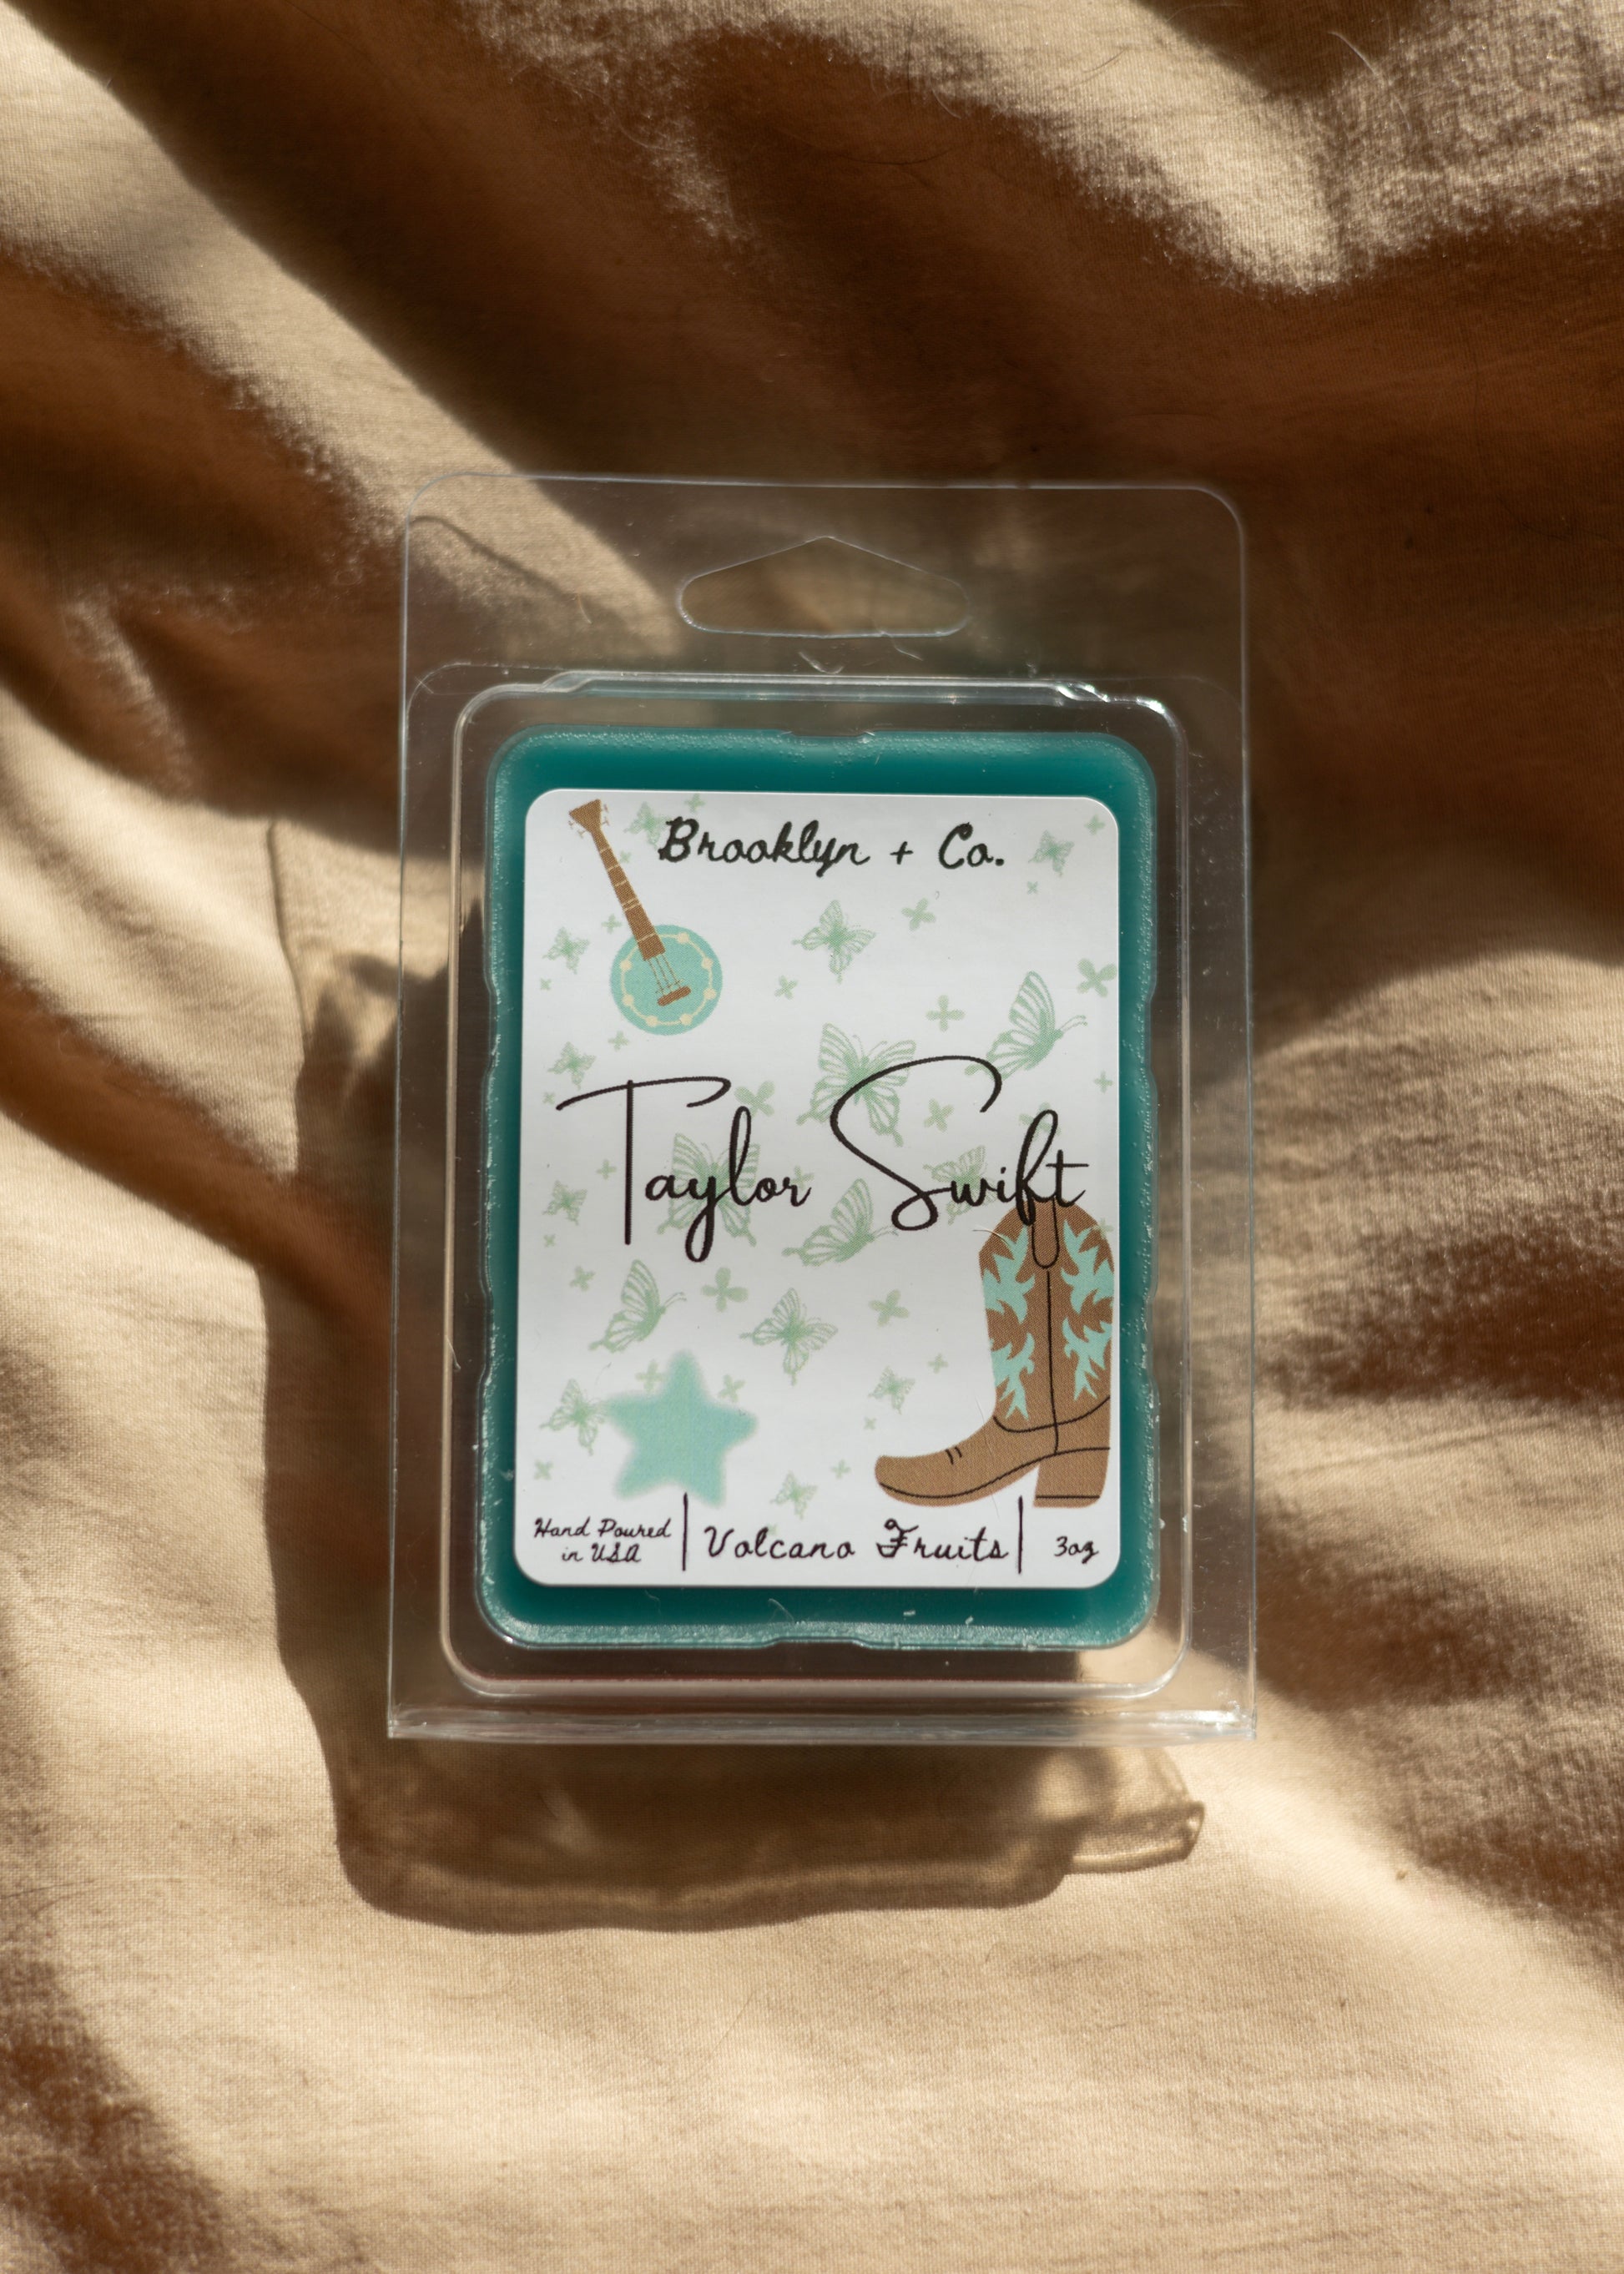 Brooklyn + Co.
Taylor Swift
Hand Poured
in USA
Volcano Fruits
3oz